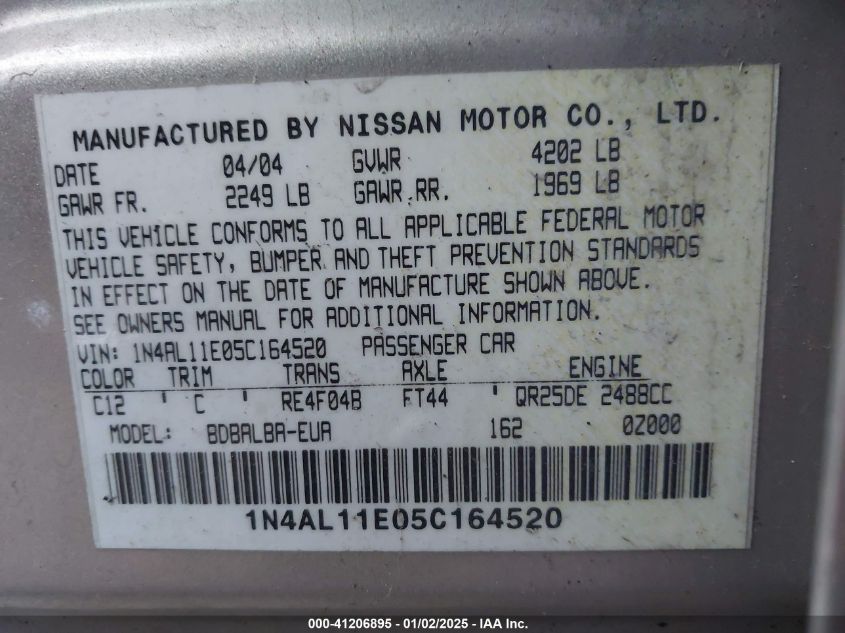 MANUFACTURED BY NISSAN MOTOR CO., LTD.
DATE 04/04 GVWR 4202 LB
GAWR FR. 2249 LB GAWR.RR. 1969 LB
THIS VEHICLE CONFORMS TO ALL APPLICABLE FEDERAL MOTOR
VEHICLE SAFETY, BUMPER AND THEFT PREVENTION STANDARDS
IN EFFECT ON THE DATE OF MANUFACTURE SHOWN ABOVE.
SEE OWNERS MANUAL FOR ADDITIONAL INFORMATION.
VIN: 1N4AL11E05C164520 PASSENGER CAR
COLOR TRIM TRANS AXLE ENGINE
C12 ' C ' RE4F04B FT44 ' QR25DE 2488CC
MODEL: BDBALBA-EUA 162 0Z000
1N4AL11E05C164520
000-41206895 - 01/02/2025 - IAA Inc.